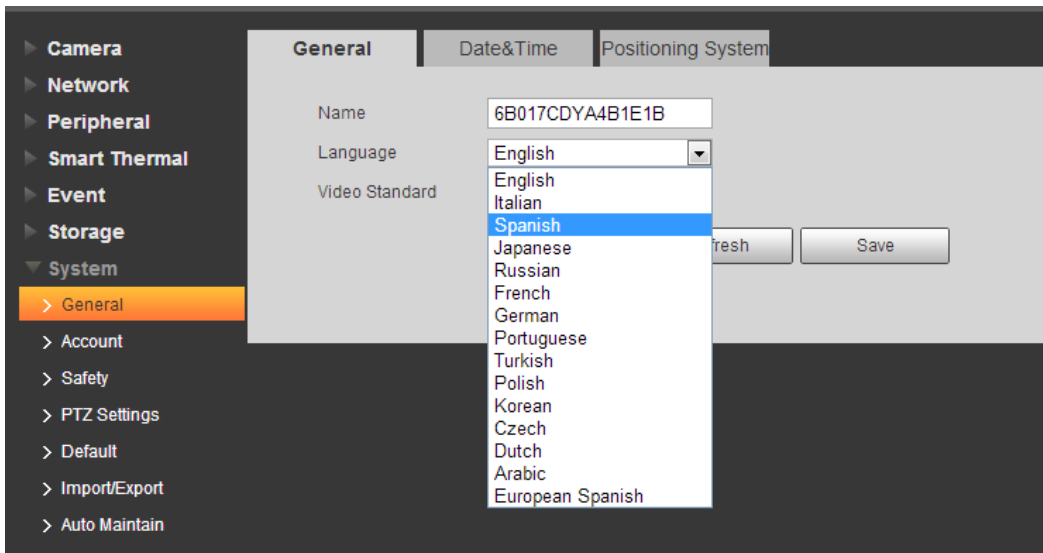 Camera
Network
Peripheral
Smart Thermal
Event
Storage
System
General
Account
Safety
PTZ Settings
Default
Import/Export
Auto Maintain
General Date&Time Positioning System
Name 6B017CDYA4B1E1B
Language English
Video Standard
English
Italian
Spanish
Japanese
Russian
French
German
Portuguese
Turkish
Polish
Korean
Czech
Dutch
Arabic
European Spanish
fresh Save